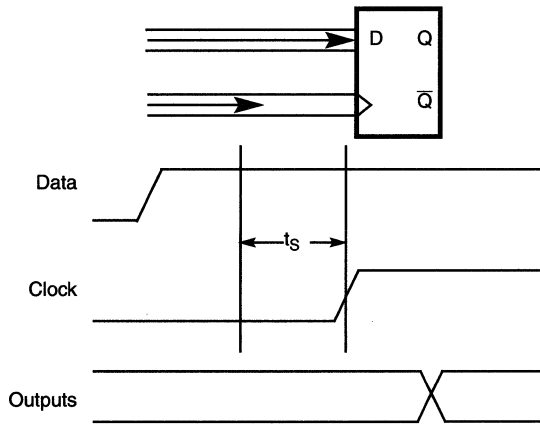 D Q
Q̅
Data
tS
Clock
Outputs